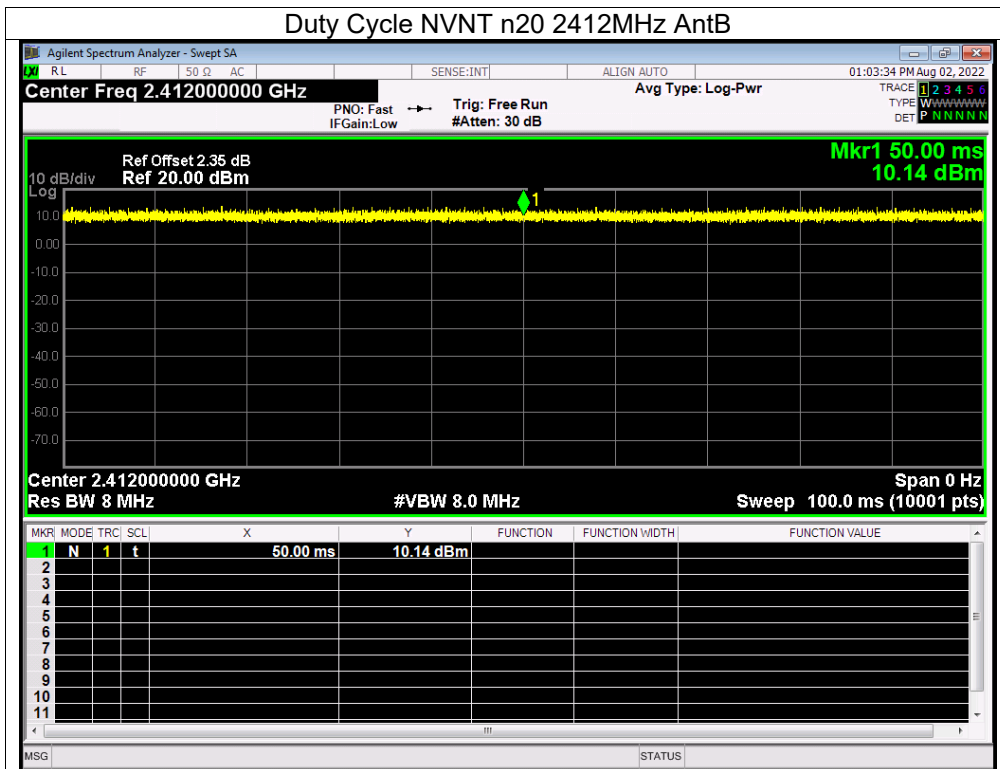 Duty Cycle NVNT n20 2412MHz AntB
Agilent Spectrum Analyzer - Swept SA
LXI RL RF 50 Ω AC SENSE:INT ALIGN AUTO 01:03:34 PM Aug 02, 2022
Center Freq 2.412000000 GHz Avg Type: Log-Pwr TRACE 1 2 3 4 5 6
PNO: Fast Trig: Free Run TYPE WWWWWW
IFGain:Low #Atten: 30 dB DET P N N N N N
Mkr1 50.00 ms
Ref Offset 2.35 dB
10 dB/div Ref 20.00 dBm 10.14 dBm
Log
1
10.0
0.00
-10.0
-20.0
-30.0
-40.0
-50.0
-60.0
-70.0
Center 2.412000000 GHz Span 0 Hz
Res BW 8 MHz #VBW 8.0 MHz Sweep 100.0 ms (10001 pts)
MKR MODE TRC SCL X Y FUNCTION FUNCTION WIDTH FUNCTION VALUE
1 N 1 t 50.00 ms 10.14 dBm
2
3
4
5
6
7
8
9
10
11
MSG STATUS